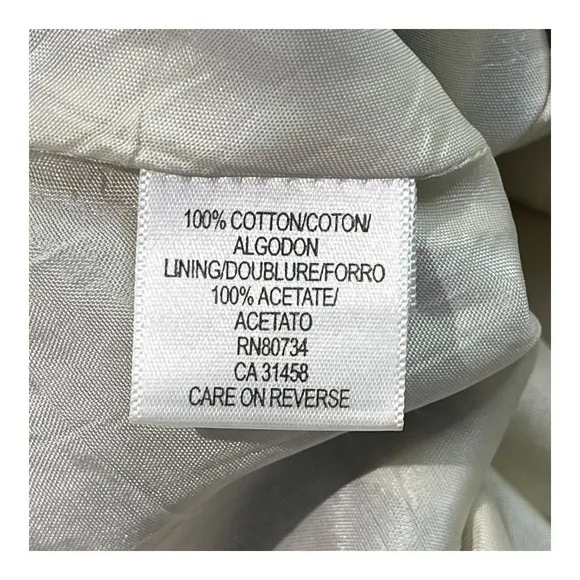 100% COTTON/COTON/
ALGODON
LINING/DOUBLURE/FORRO
100% ACETATE/
ACETATO
RN80734
CA 31458
CARE ON REVERSE